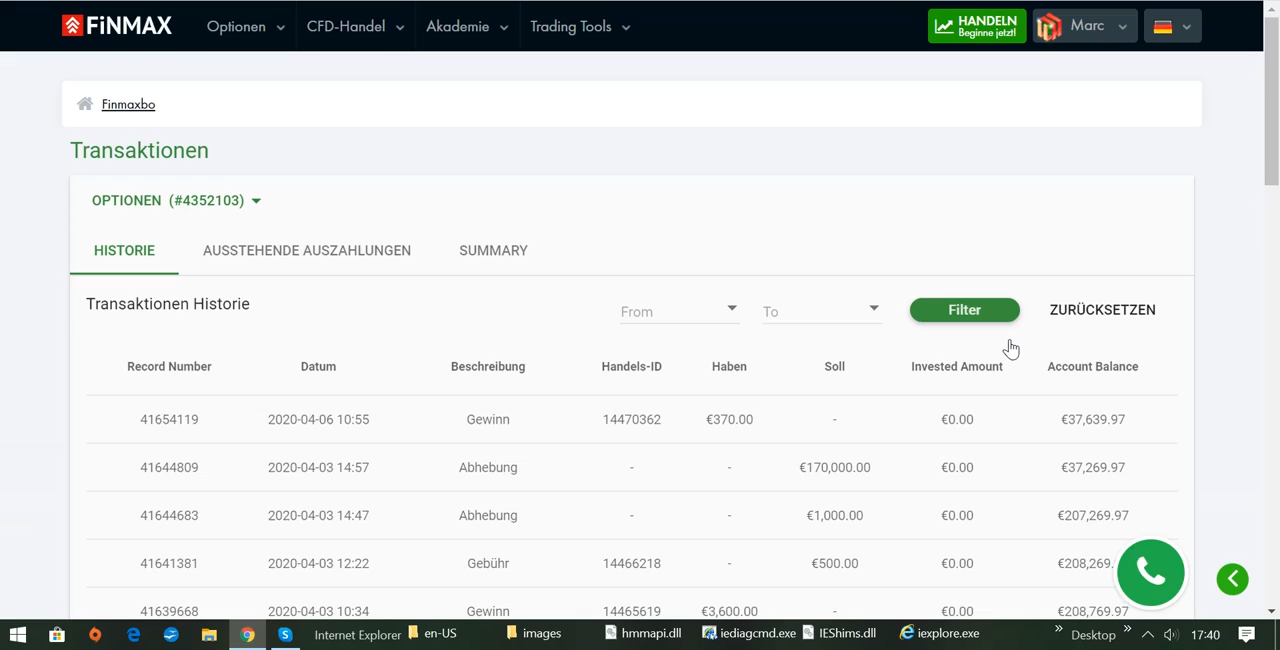 FiNMAX Optionen CFD-Handel Akademie Trading Tools HANDELN Beginne jetzt! Marc
Finmaxbo
Transaktionen
OPTIONEN (#4352103)
HISTORIE AUSSTEHENDE AUSZAHLUNGEN SUMMARY
Transaktionen Historie From To Filter ZURÜCKSETZEN
Record Number Datum Beschreibung Handels-ID Haben Soll Invested Amount Account Balance
41654119 2020-04-06 10:55 Gewinn 14470362 €370.00 - €0.00 €37,639.97
41644809 2020-04-03 14:57 Abhebung - - €170,000.00 €0.00 €37,269.97
41644683 2020-04-03 14:47 Abhebung - - €1,000.00 €0.00 €207,269.97
41641381 2020-04-03 12:22 Gebühr 14466218 - €500.00 €0.00 €208,269.
41639668 2020-04-03 10:34 Gewinn 14465619 €3,600.00 - €0.00 €208,769.97
Internet Explorer en-US images hmmapi.dll iediagcmd.exe IEShims.dll iexplore.exe » Desktop » 17:40